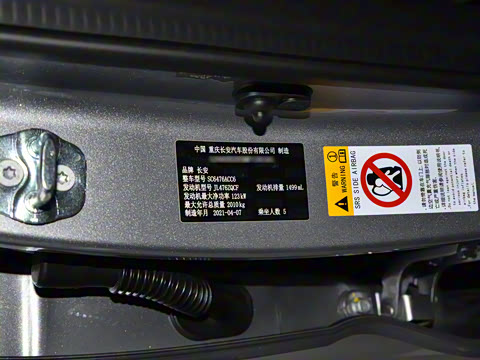 中国 重庆长安汽车股份有限公司 制造
品牌 长安
整车型号 SC6476ACC6
发动机型号 JL476ZQCF 发动机排量 1499mL
发动机最大净功率 123kW
最大允许总质量 2010kg
制造年月 2021-04-07 乘坐人数 5
警告
WARNING
SRS SIDE AIRBAG